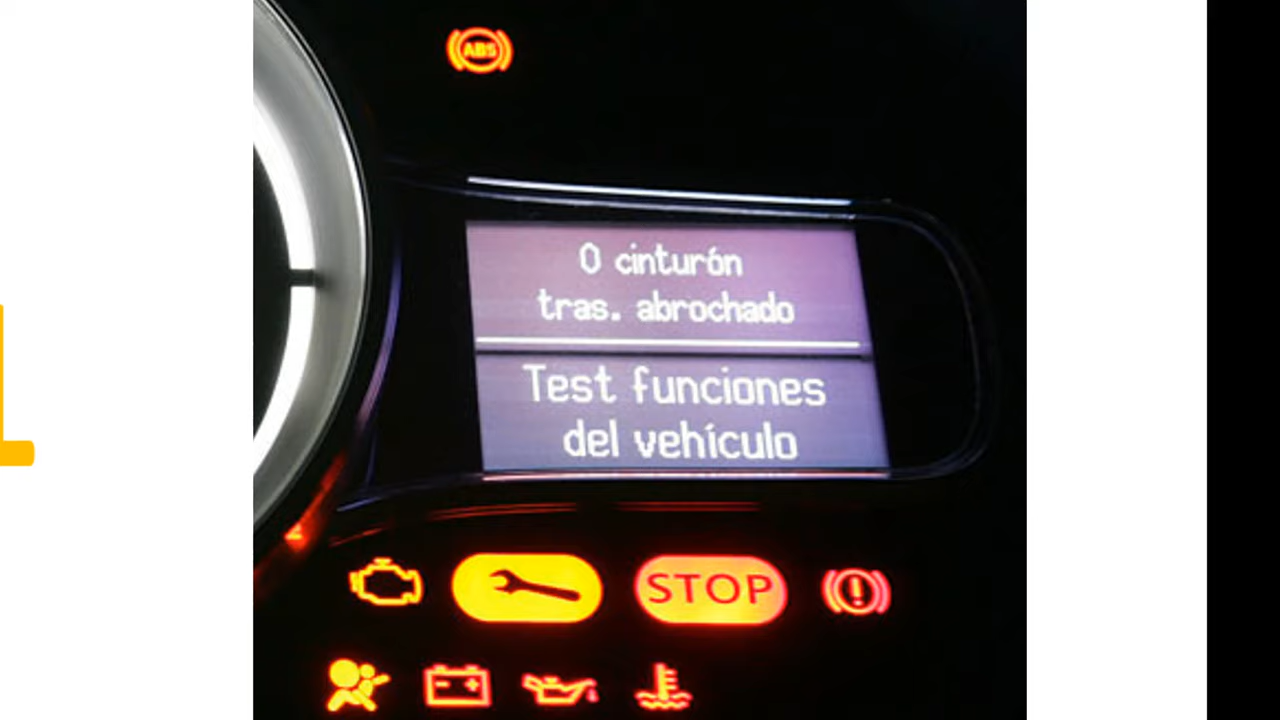 ABS
0 cinturón
tras. abrochado
Test funciones
del vehículo
STOP